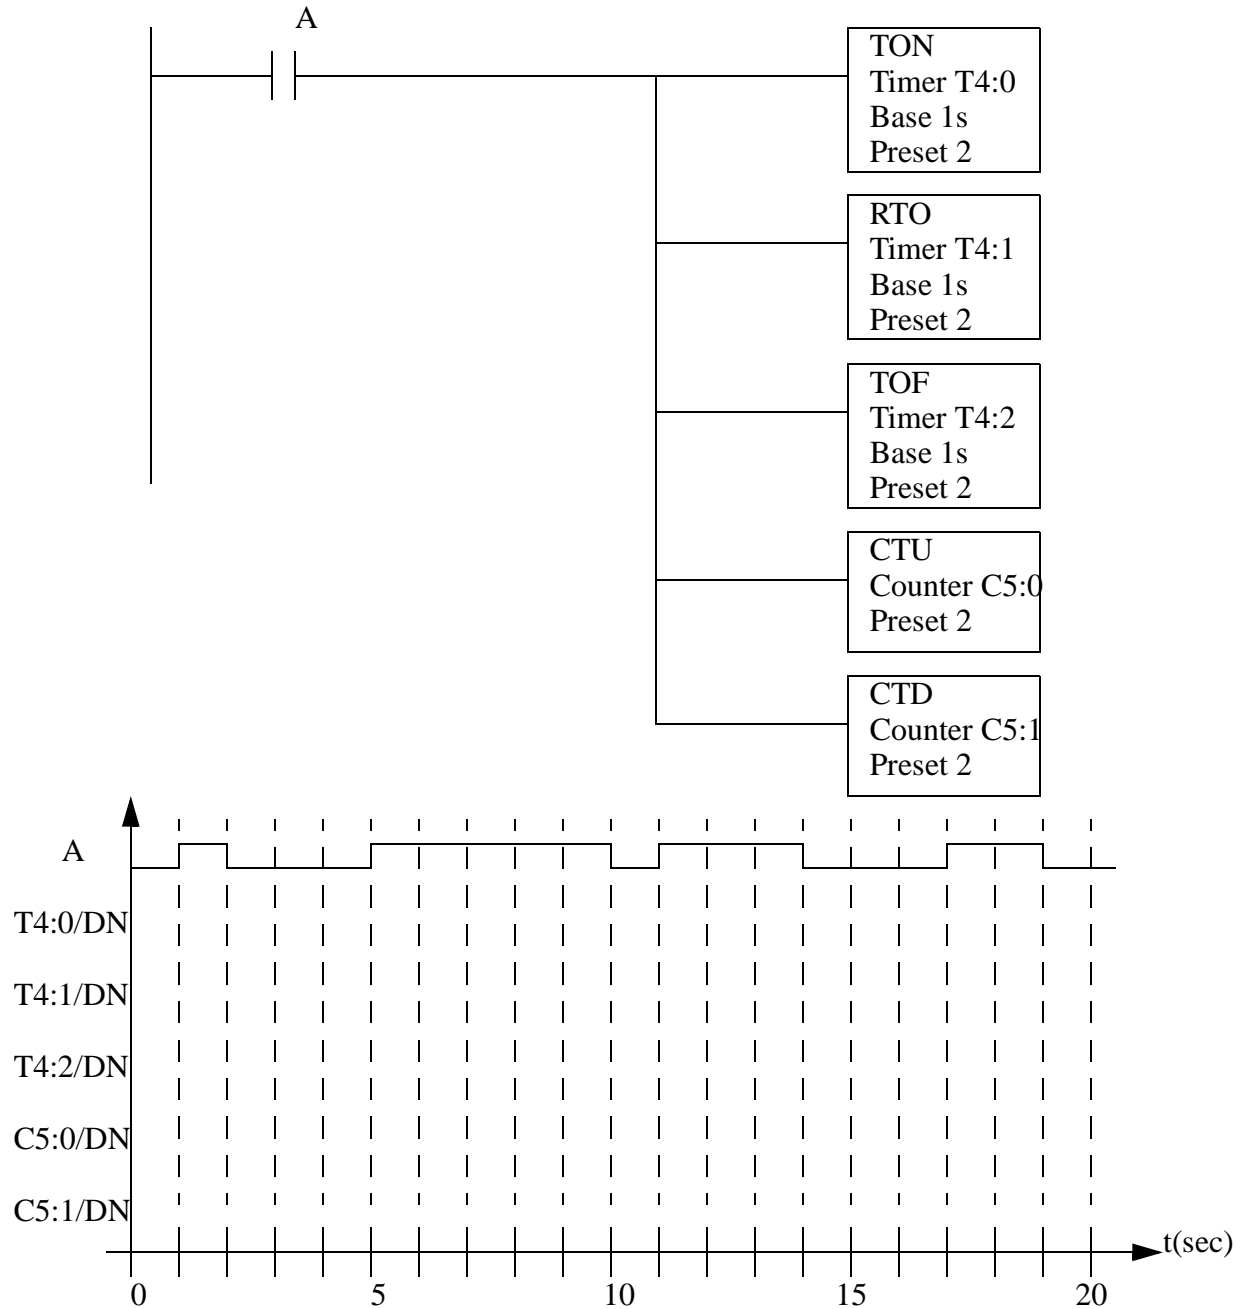 A
TON
Timer T4:0
Base 1s
Preset 2
RTO
Timer T4:1
Base 1s
Preset 2
TOF
Timer T4:2
Base 1s
Preset 2
CTU
Counter C5:0
Preset 2
CTD
Counter C5:1
Preset 2
A
T4:0/DN
T4:1/DN
T4:2/DN
C5:0/DN
C5:1/DN
t(sec)
0 5 10 15 20